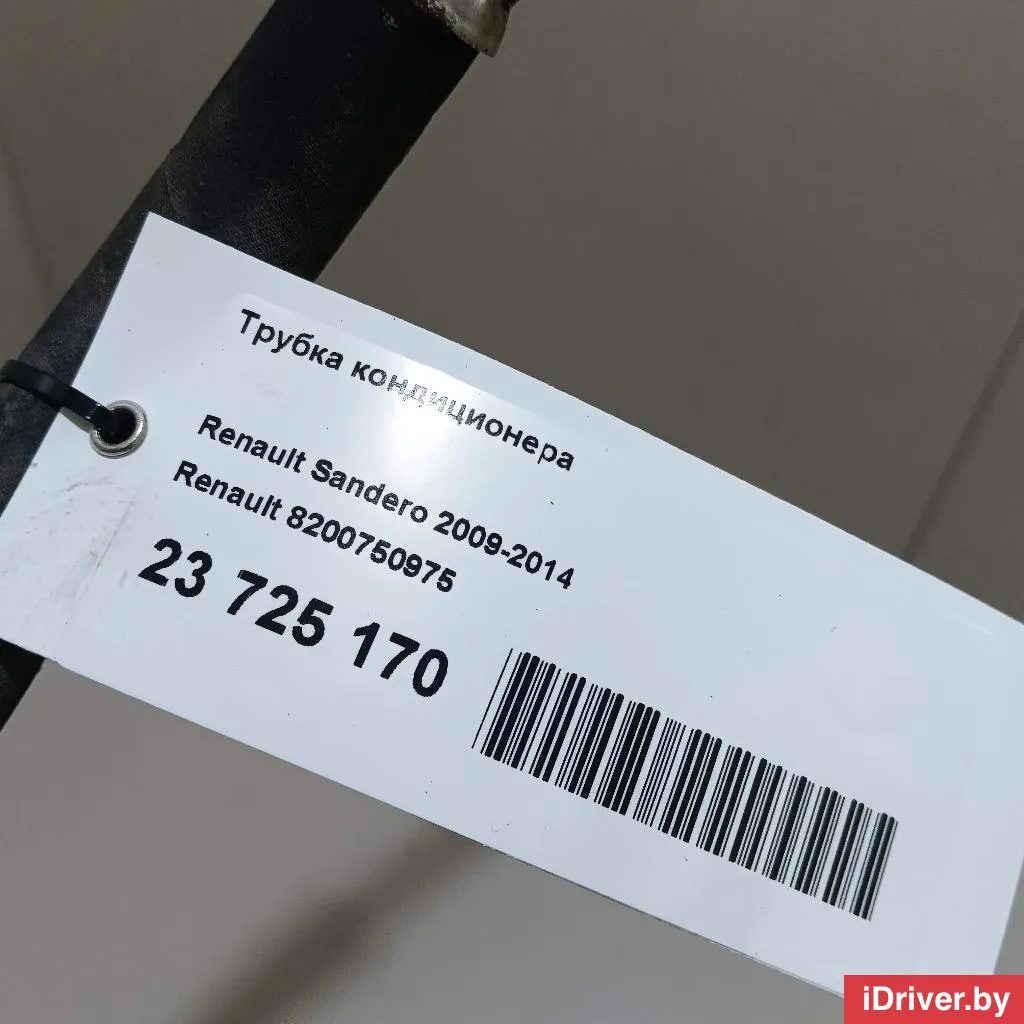 Трубка кондиционера
Renault Sandero 2009-2014
Renault 8200750975
23 725 170
iDriver.by